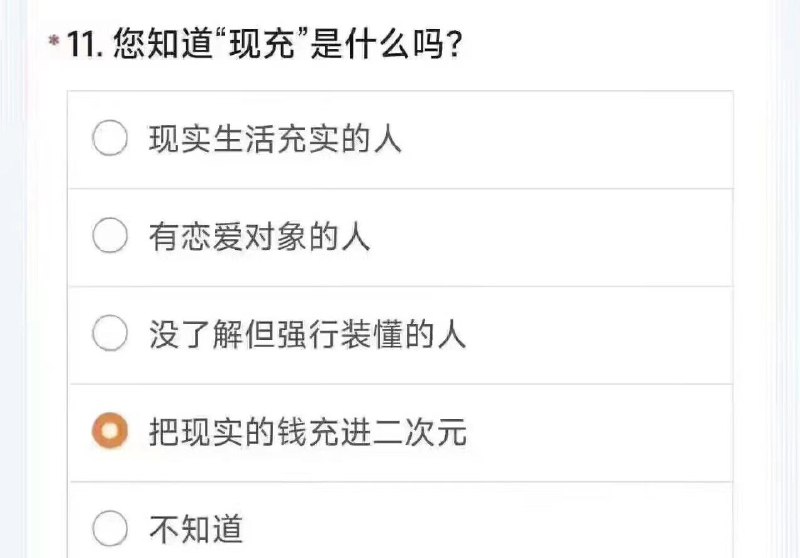 *11. 您知道“现充”是什么吗?
现实生活充实的人
有恋爱对象的人
没了解但强行装懂的人
把现实的钱充进二次元
不知道